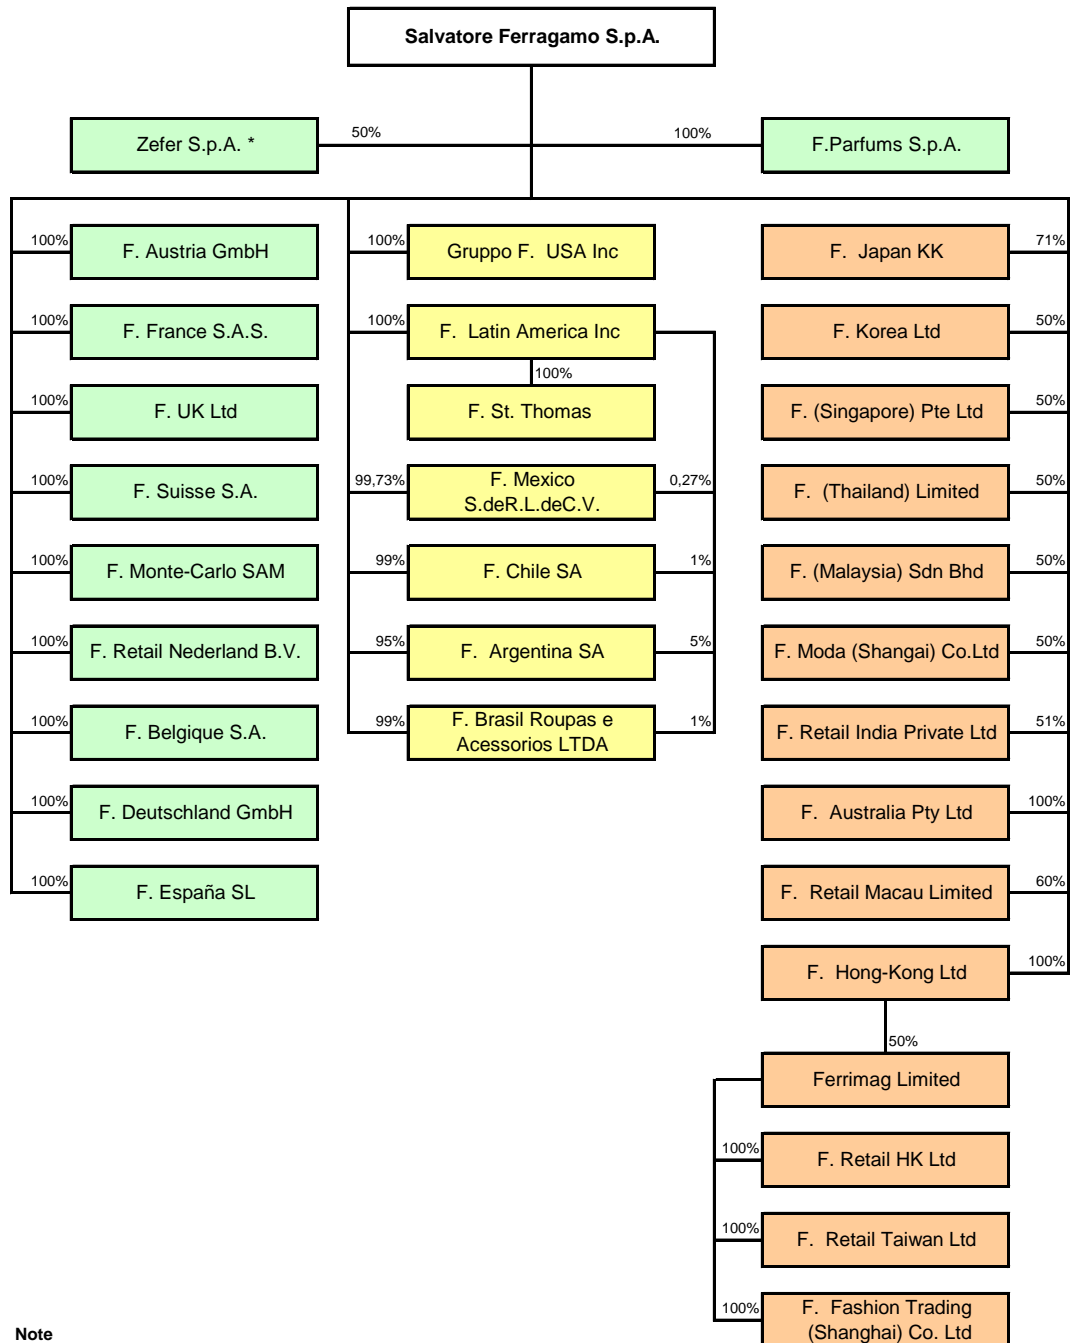 Salvatore Ferragamo S.p.A.
Zefer S.p.A. *
50%
100%
F.Parfums S.p.A.
100%
F. Austria GmbH
100%
Gruppo F. USA Inc
F. Japan KK
71%
100%
F. France S.A.S.
100%
F. Latin America Inc
F. Korea Ltd
50%
100%
100%
F. UK Ltd
F. St. Thomas
F. (Singapore) Pte Ltd
50%
100%
F. Suisse S.A.
99,73%
F. Mexico
S.deR.L.deC.V.
0,27%
F. (Thailand) Limited
50%
100%
F. Monte-Carlo SAM
99%
F. Chile SA
1%
F. (Malaysia) Sdn Bhd
50%
100%
F. Retail Nederland B.V.
95%
F. Argentina SA
5%
F. Moda (Shangai) Co.Ltd
50%
100%
F. Belgique S.A.
99%
F. Brasil Roupas e
Acessorios LTDA
1%
F. Retail India Private Ltd
51%
100%
F. Deutschland GmbH
F. Australia Pty Ltd
100%
100%
F. España SL
F. Retail Macau Limited
60%
F. Hong-Kong Ltd
100%
50%
Ferrimag Limited
100%
F. Retail HK Ltd
100%
F. Retail Taiwan Ltd
100%
F. Fashion Trading
(Shanghai) Co. Ltd
Note